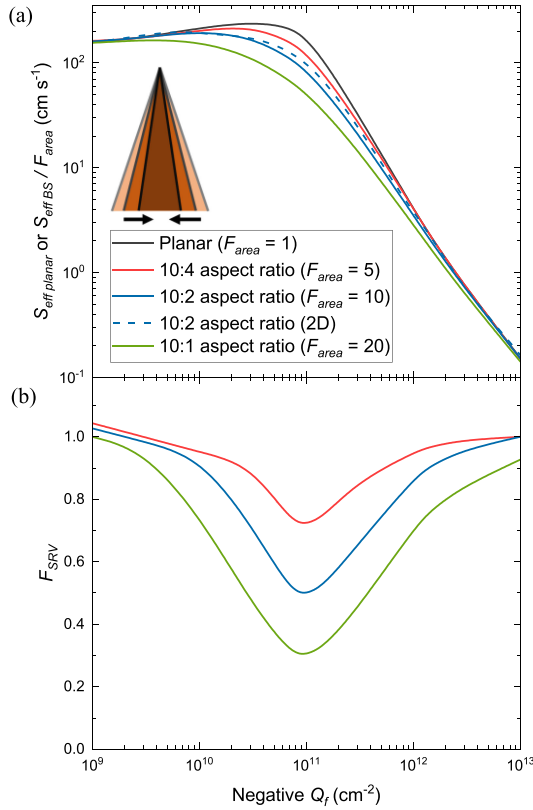 (a)
S_eff planar or S_eff BS / F_area (cm s⁻¹)
10²
10¹
10⁰
10⁻¹
Planar (F_area = 1)
10:4 aspect ratio (F_area = 5)
10:2 aspect ratio (F_area = 10)
10:2 aspect ratio (2D)
10:1 aspect ratio (F_area = 20)
(b)
F_SRV
1.0
0.8
0.6
0.4
0.2
0.0
10⁹ 10¹⁰ 10¹¹ 10¹² 10¹³
Negative Q_f (cm⁻²)